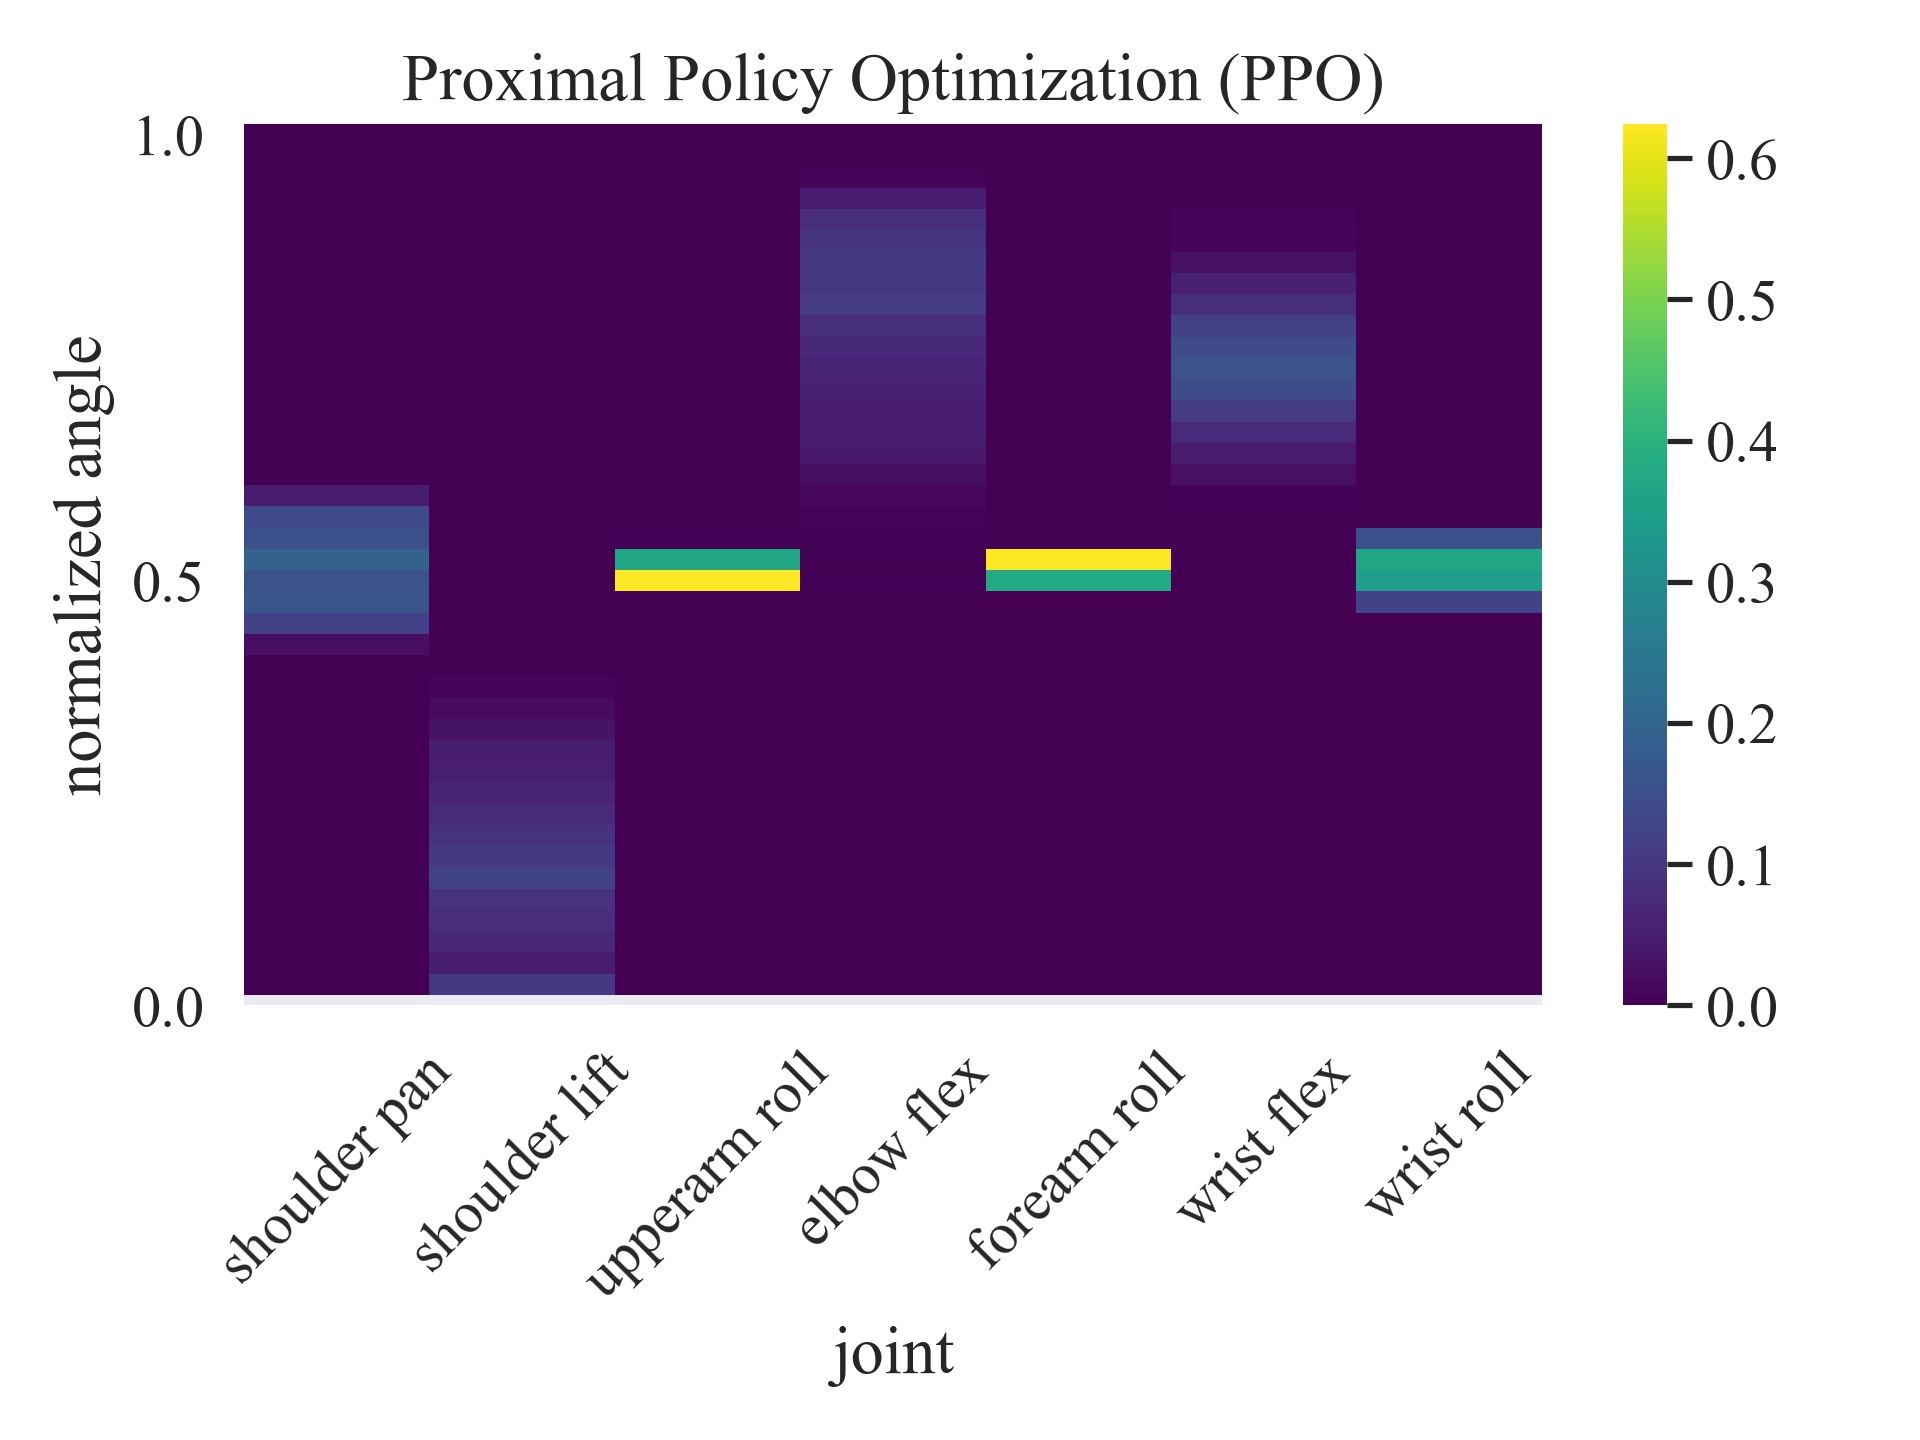 Proximal Policy Optimization (PPO)
normalized angle
1.0
0.5
0.0
shoulder pan
shoulder lift
upperarm roll
elbow flex
forearm roll
wrist flex
wrist roll
joint
0.6
0.5
0.4
0.3
0.2
0.1
0.0